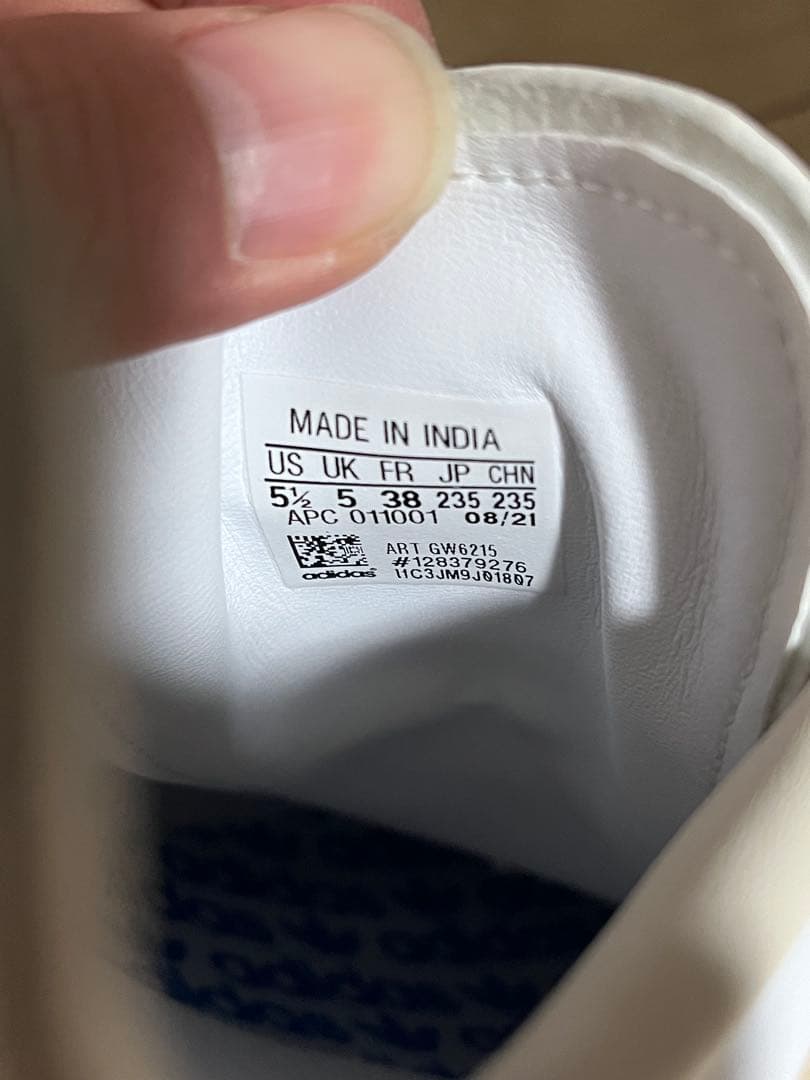 MADE IN INDIA
US UK FR JP CHN
5½ 5 38 235 235
APC 011001 08/21
ART GW6215
#128379276
adidas I1C3JM9J01807